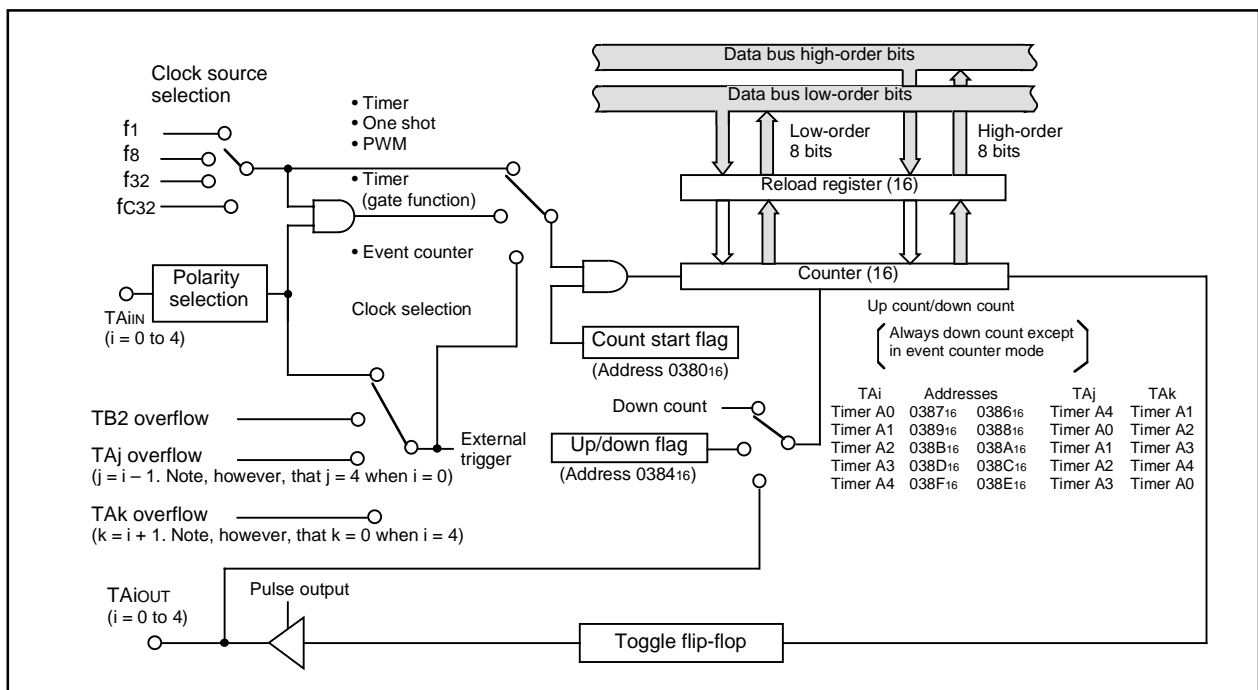 Clock source
selection
f1
f8
f32
fC32
• Timer
• One shot
• PWM
• Timer
(gate function)
• Event counter
Clock selection
Data bus high-order bits
Data bus low-order bits
Low-order
8 bits
High-order
8 bits
Reload register (16)
Counter (16)
Polarity
selection
TAiIN
(i = 0 to 4)
Count start flag
(Address 038016)
Up count/down count
Always down count except
in event counter mode
TB2 overflow
TAj overflow
(j = i – 1. Note, however, that j = 4 when i = 0)
TAk overflow
(k = i + 1. Note, however, that k = 0 when i = 4)
External
trigger
Down count
Up/down flag
(Address 038416)
TAi Addresses TAj TAk
Timer A0 038716 038616 Timer A4 Timer A1
Timer A1 038916 038816 Timer A0 Timer A2
Timer A2 038B16 038A16 Timer A1 Timer A3
Timer A3 038D16 038C16 Timer A2 Timer A4
Timer A4 038F16 038E16 Timer A3 Timer A0
TAiOUT
(i = 0 to 4)
Pulse output
Toggle flip-flop